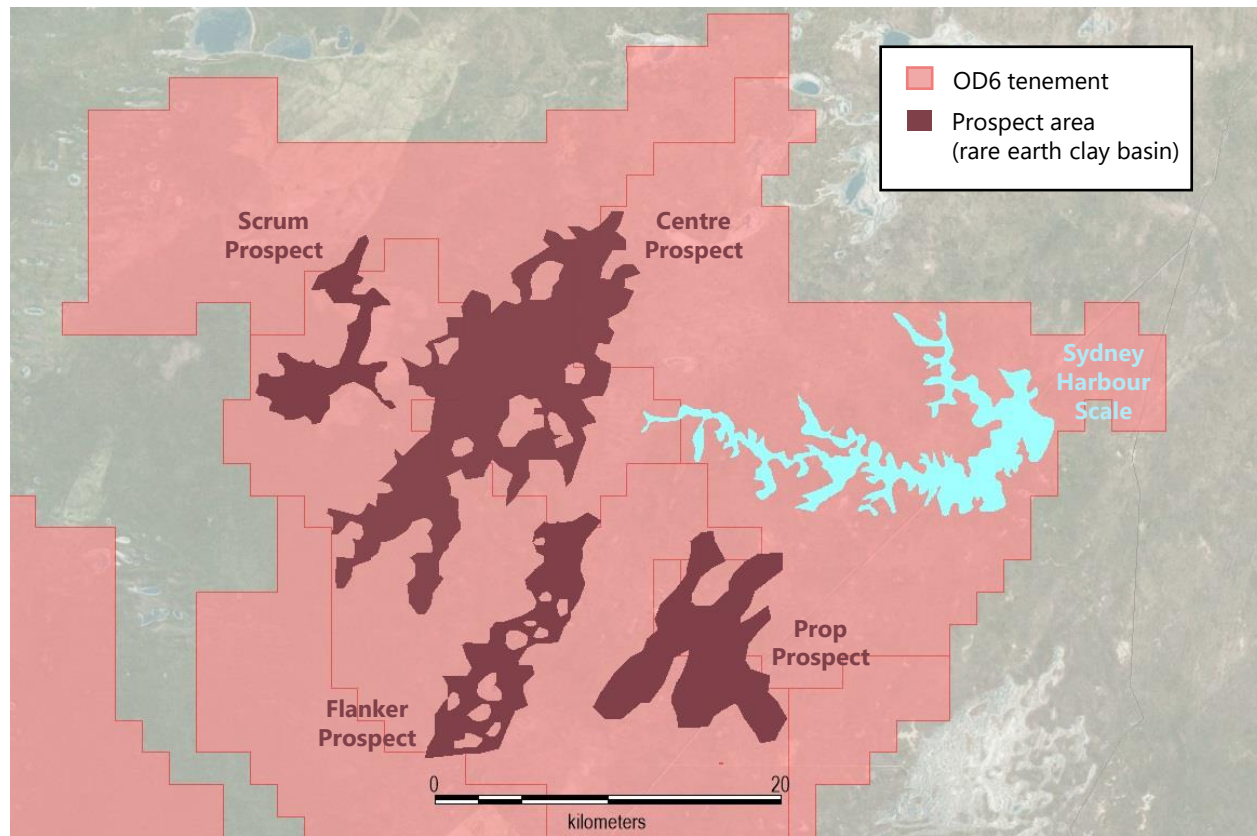 OD6 tenement
Prospect area
(rare earth clay basin)
Scrum
Prospect
Centre
Prospect
Sydney
Harbour
Scale
Prop
Prospect
Flanker
Prospect
0
20
kilometers